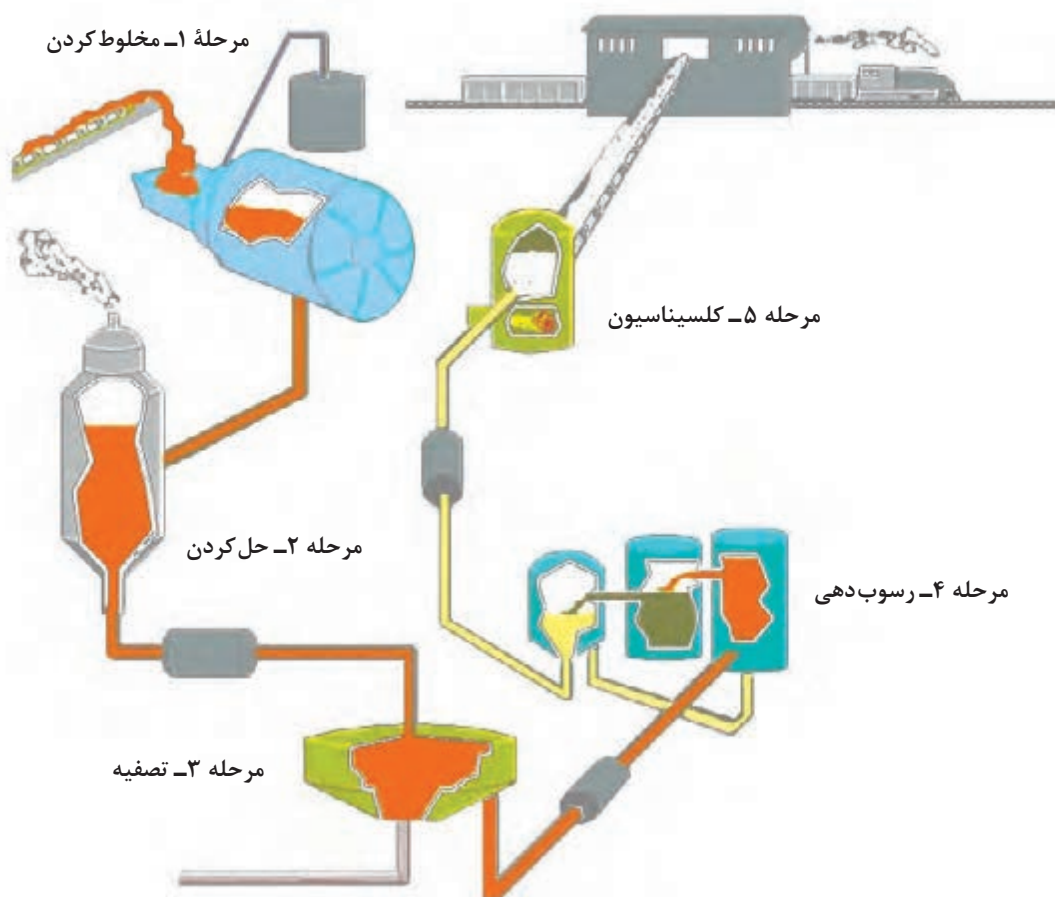 مرحلهٔ ۱ـ مخلوط کردن
مرحله ۲ـ حل کردن
مرحله ۳ـ تصفیه
مرحله ۴ـ رسوب‌دهی
مرحله ۵ـ کلسیناسیون